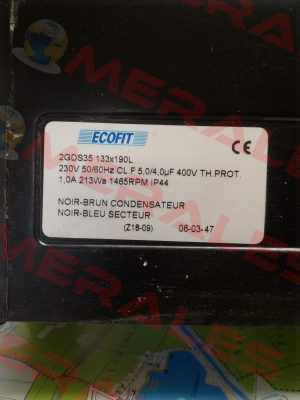 ECOFIT
CE
2GDS35 133x190L
230V 50/60Hz CL.F 5,0/4,0µF 400V TH.PROT.
1,0A 213Wa 1465RPM IP44
NOIR-BRUN CONDENSATEUR
NOIR-BLEU SECTEUR
(Z18-09) 06-03-47